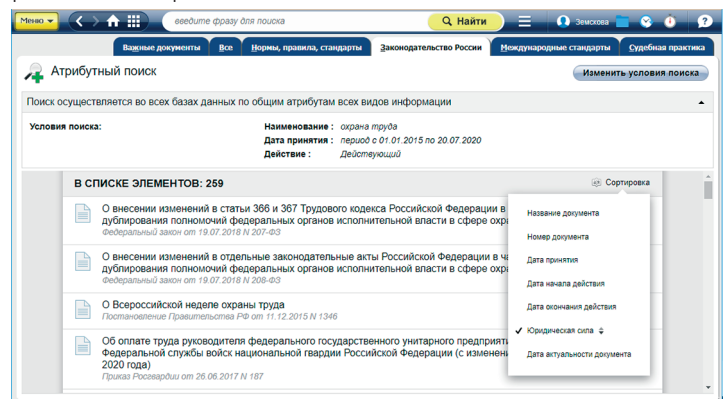 Меню
введите фразу для поиска
Найти
Земскова
?
Важные документы Все Нормы, правила, стандарты Законодательство России Международные стандарты Судебная практика
Атрибутный поиск
Изменить условия поиска
Поиск осуществляется во всех базах данных по общим атрибутам всех видов информации
Условия поиска: Наименование : охрана труда
Дата принятия : период с 01.01.2015 по 20.07.2020
Действие : Действующий
В СПИСКЕ ЭЛЕМЕНТОВ: 259
Сортировка
О внесении изменений в статьи 366 и 367 Трудового кодекса Российской Федерации в
дублирования полномочий федеральных органов исполнительной власти в сфере охр
Федеральный закон от 19.07.2018 N 207-ФЗ
О внесении изменений в отдельные законодательные акты Российской Федерации в ч
дублирования полномочий федеральных органов исполнительной власти в сфере охр
Федеральный закон от 19.07.2018 N 208-ФЗ
О Всероссийской неделе охраны труда
Постановление Правительства РФ от 11.12.2015 N 1346
Об оплате труда руководителя федерального государственного унитарного предприят
Федеральной службы войск национальной гвардии Российской Федерации (с изменен
2020 года)
Приказ Росгвардии от 26.06.2017 N 187
Название документа
Номер документа
Дата принятия
Дата начала действия
Дата окончания действия
Юридическая сила
Дата актуальности документа